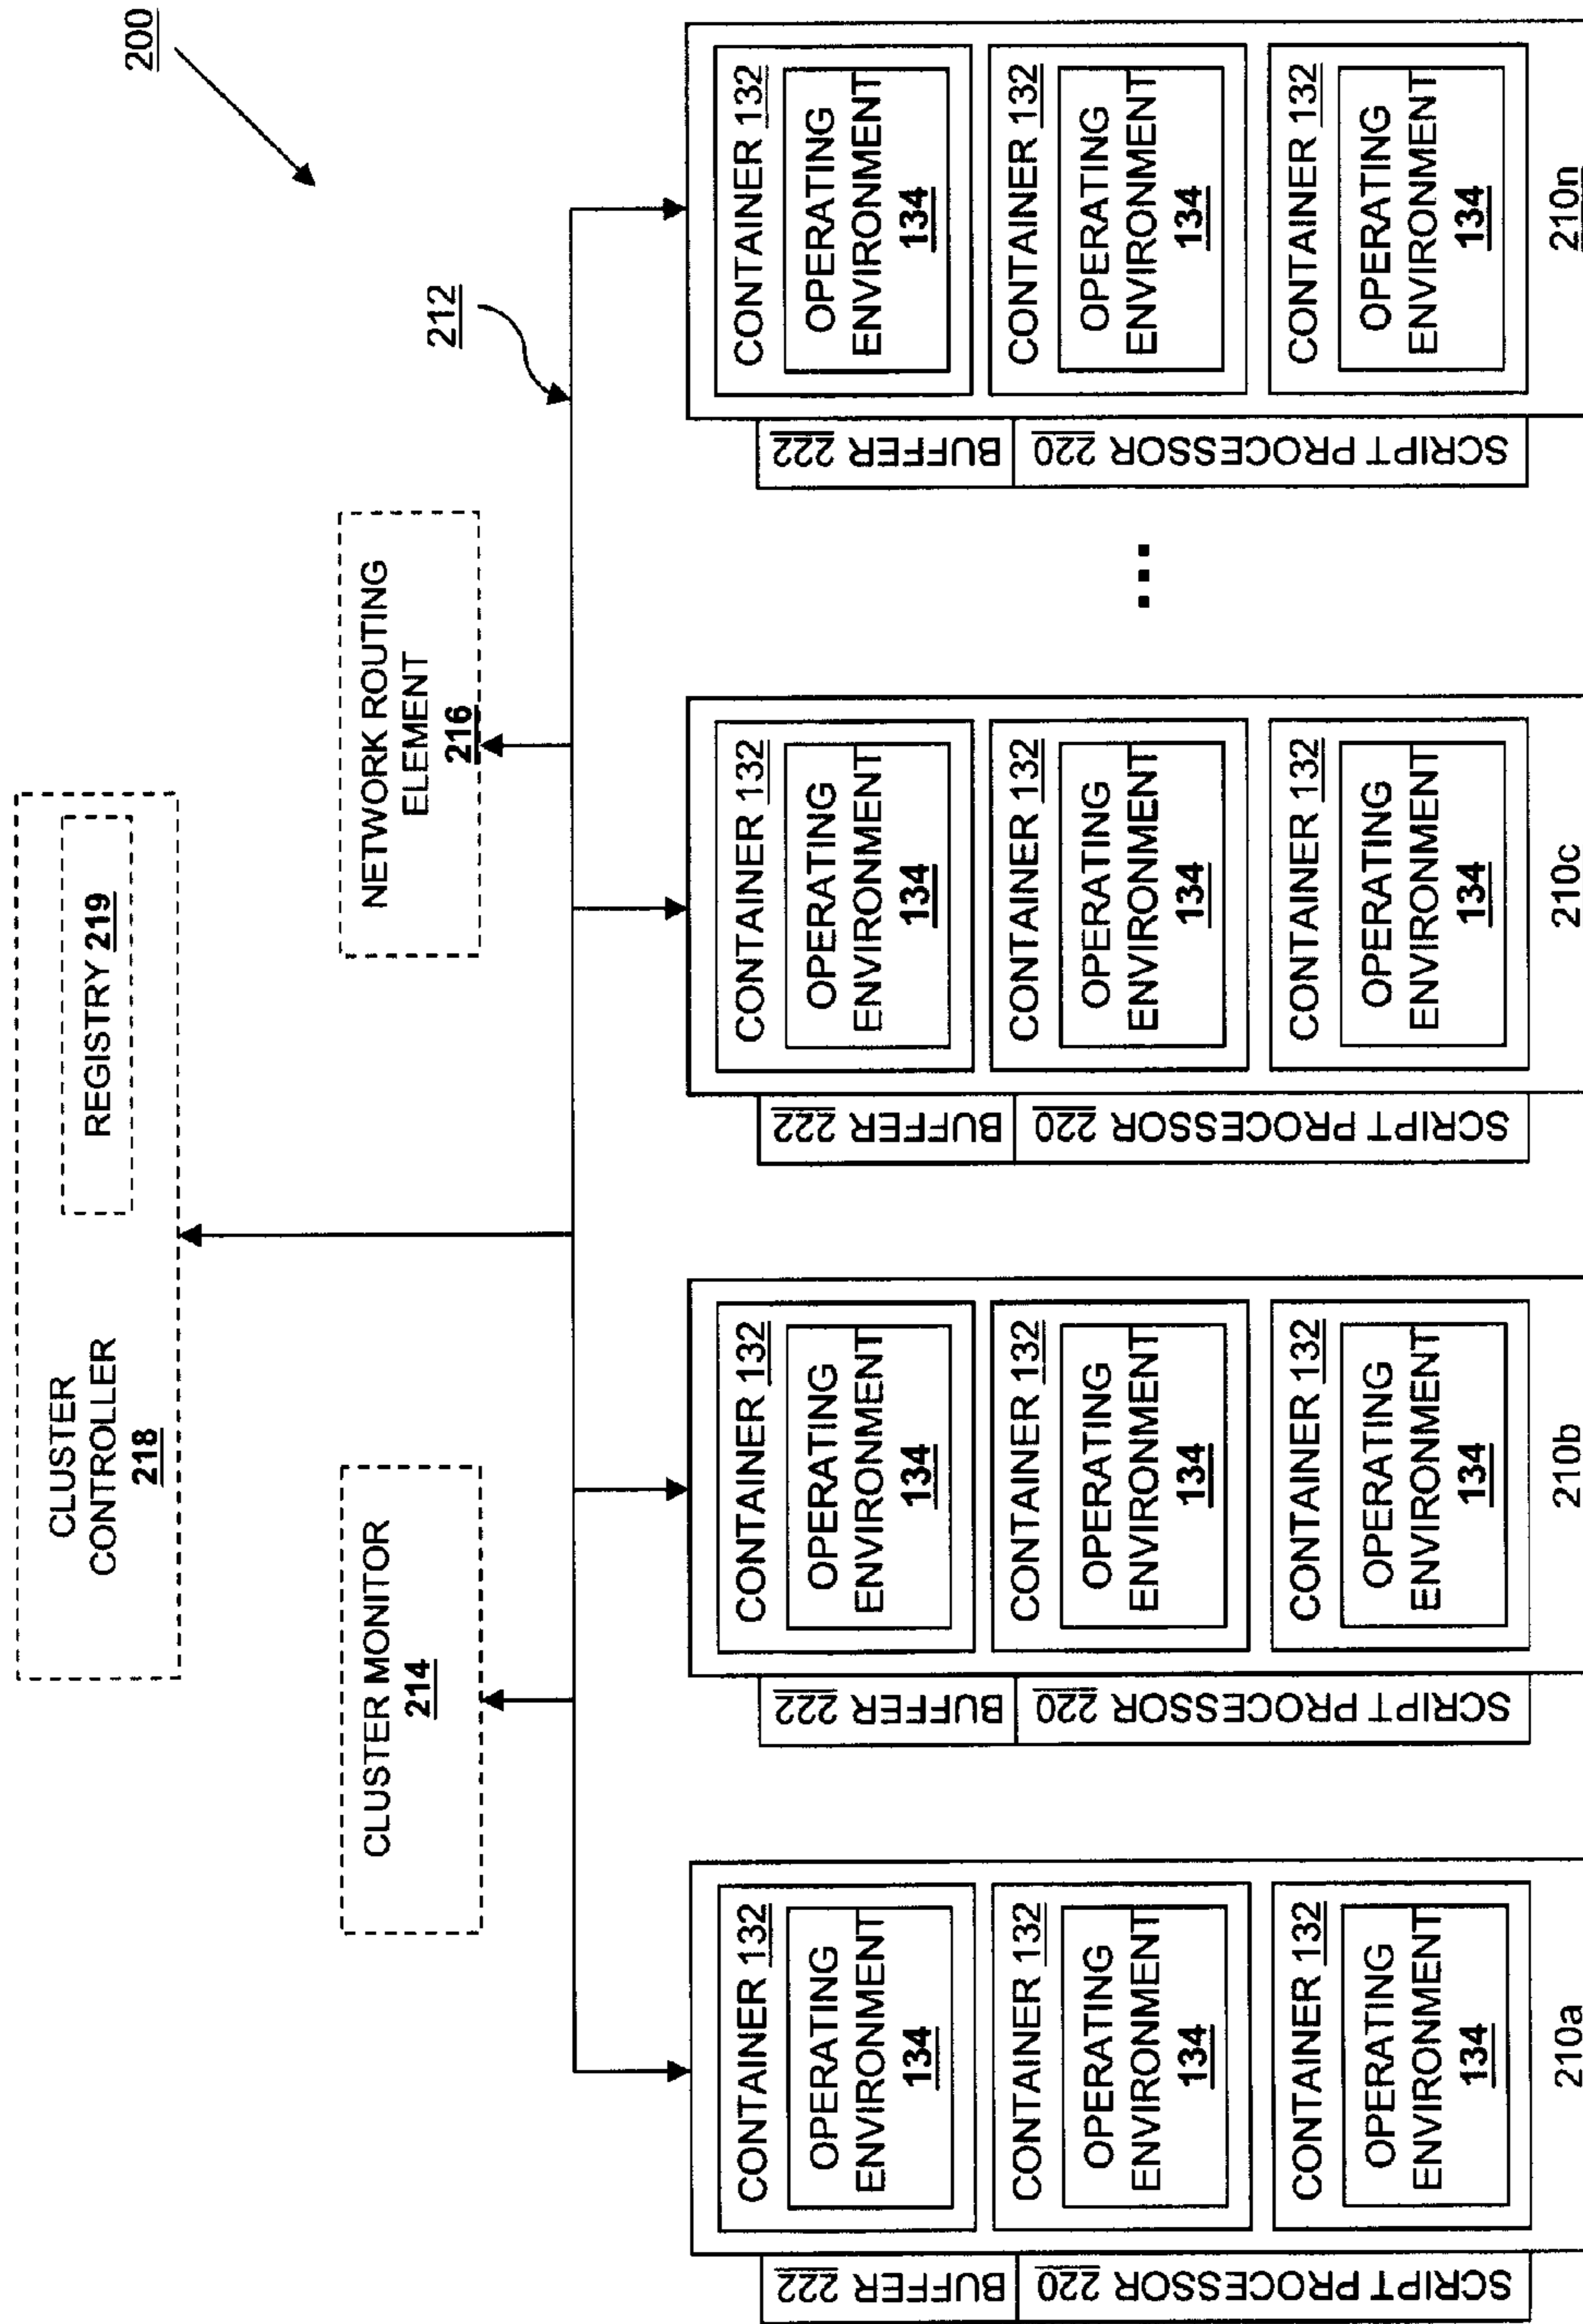 200
CLUSTER
CONTROLLER
218
REGISTRY 219
CLUSTER MONITOR
214
NETWORK ROUTING
ELEMENT
216
212
BUFFER 222
SCRIPT PROCESSOR 220
CONTAINER 132
OPERATING
ENVIRONMENT
134
CONTAINER 132
OPERATING
ENVIRONMENT
134
CONTAINER 132
OPERATING
ENVIRONMENT
134
210a
BUFFER 222
SCRIPT PROCESSOR 220
CONTAINER 132
OPERATING
ENVIRONMENT
134
CONTAINER 132
OPERATING
ENVIRONMENT
134
CONTAINER 132
OPERATING
ENVIRONMENT
134
210b
BUFFER 222
SCRIPT PROCESSOR 220
CONTAINER 132
OPERATING
ENVIRONMENT
134
CONTAINER 132
OPERATING
ENVIRONMENT
134
CONTAINER 132
OPERATING
ENVIRONMENT
134
210c
...
BUFFER 222
SCRIPT PROCESSOR 220
CONTAINER 132
OPERATING
ENVIRONMENT
134
CONTAINER 132
OPERATING
ENVIRONMENT
134
CONTAINER 132
OPERATING
ENVIRONMENT
134
210n